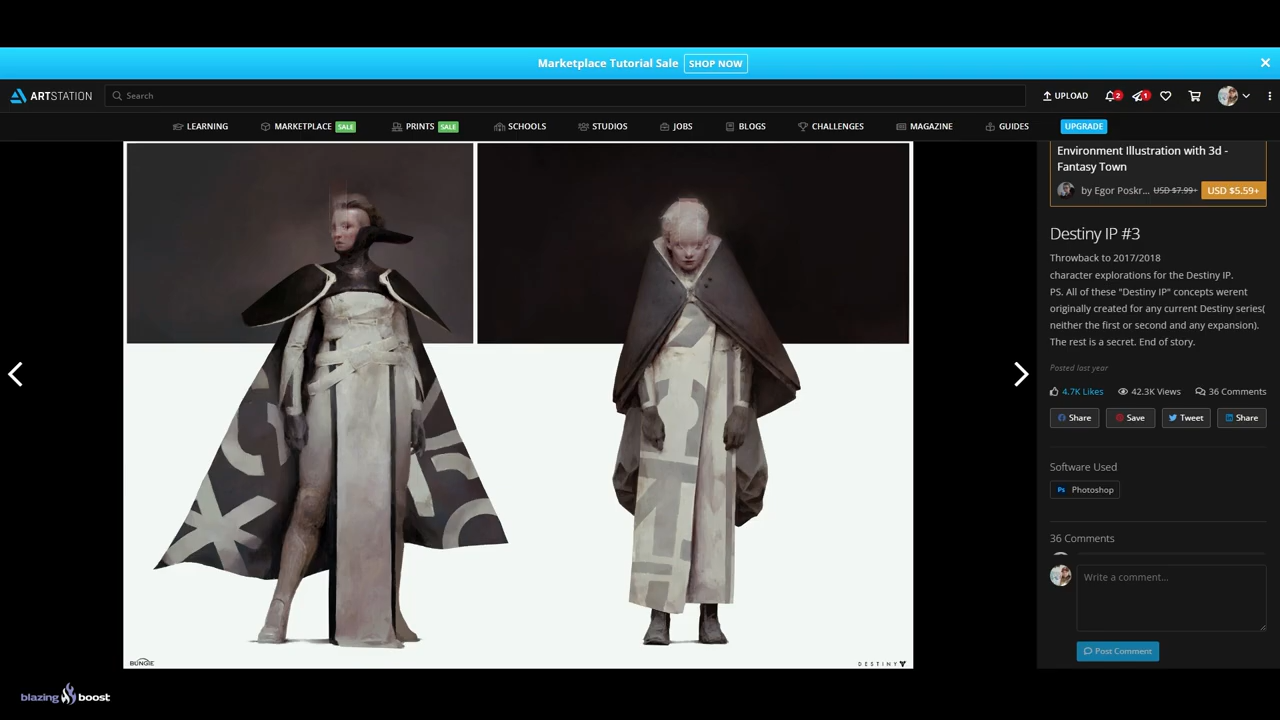 Marketplace Tutorial Sale SHOP NOW
ARTSTATION
Search
UPLOAD
2
1
LEARNING
MARKETPLACE SALE
PRINTS SALE
SCHOOLS
STUDIOS
JOBS
BLOGS
CHALLENGES
MAGAZINE
GUIDES
UPGRADE
Environment Illustration with 3d -
Fantasy Town
by Egor Poskr... USD $7.99+ USD $5.59+
Destiny IP #3
Throwback to 2017/2018
character explorations for the Destiny IP.
PS. All of these "Destiny IP" concepts werent
originally created for any current Destiny series(
neither the first or second and any expansion).
The rest is a secret. End of story.
Posted last year
4.7K Likes 42.3K Views 36 Comments
Share Save Tweet Share
Software Used
Ps Photoshop
36 Comments
Write a comment...
Post Comment
BUNGIE
DESTINY
blazing boost